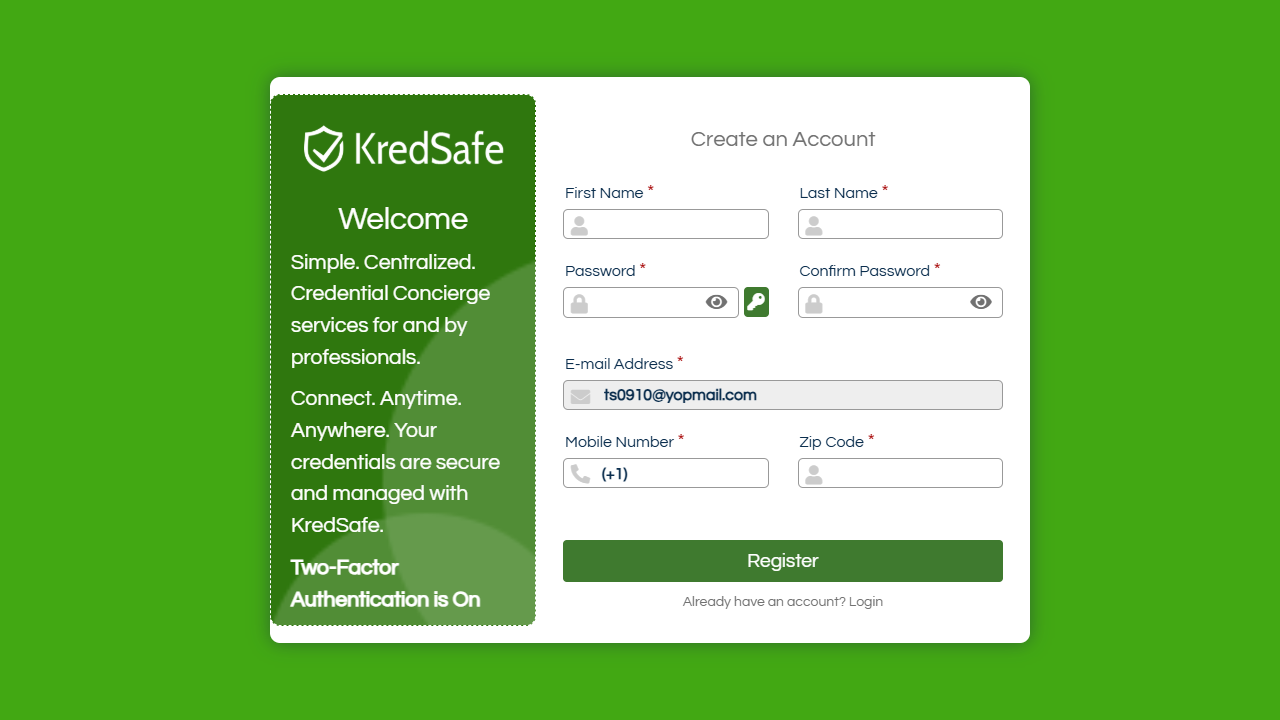 KredSafe
Welcome
Simple. Centralized.
Credential Concierge
services for and by
professionals.
Connect. Anytime.
Anywhere. Your
credentials are secure
and managed with
KredSafe.
Two-Factor
Authentication is On
Create an Account
First Name *
Last Name *
Password *
Confirm Password *
E-mail Address *
ts0910@yopmail.com
Mobile Number *
Zip Code *
(+1)
Register
Already have an account? Login